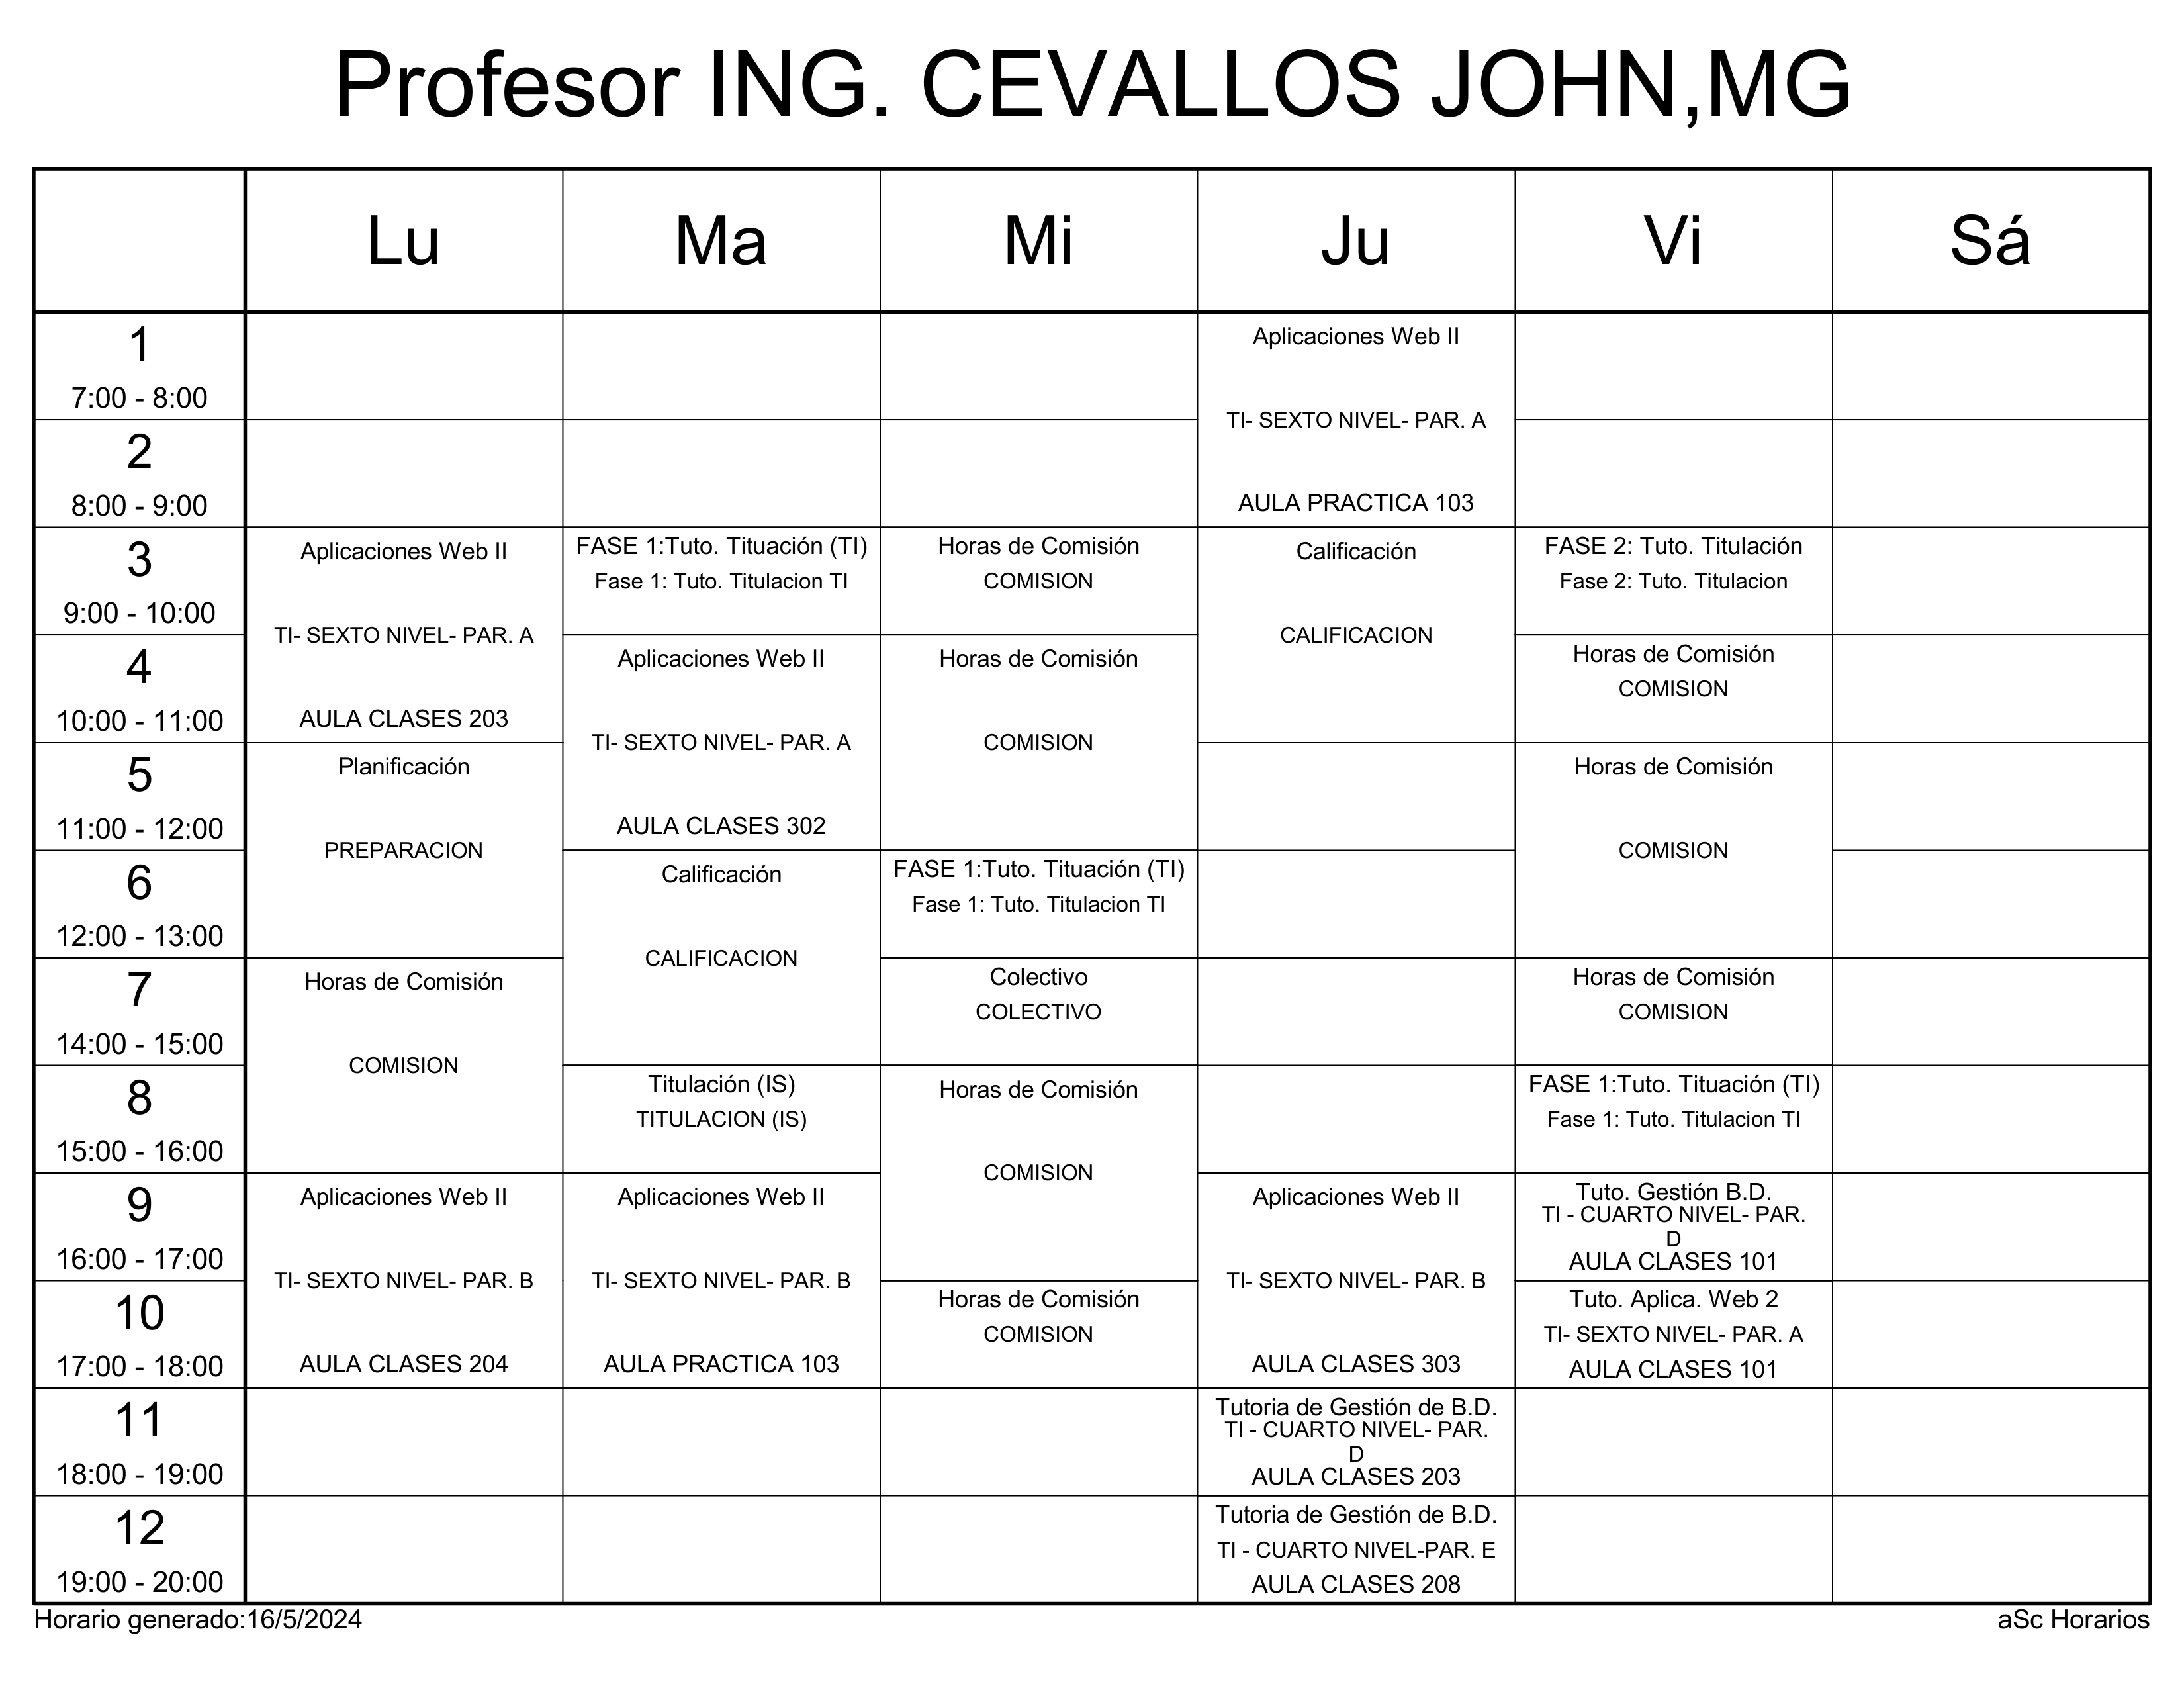 Profesor ING. CEVALLOS JOHN,MG
Lu
Ma
Mi
Ju
Vi
Sá
1
7:00 - 8:00
Aplicaciones Web II
TI- SEXTO NIVEL- PAR. A
AULA PRACTICA 103
2
8:00 - 9:00
3
9:00 - 10:00
Aplicaciones Web II
TI- SEXTO NIVEL- PAR. A
AULA CLASES 203
FASE 1:Tuto. Tituación (TI)
Fase 1: Tuto. Titulacion TI
Horas de Comisión
COMISION
Calificación
CALIFICACION
FASE 2: Tuto. Titulación
Fase 2: Tuto. Titulacion
4
10:00 - 11:00
Aplicaciones Web II
TI- SEXTO NIVEL- PAR. A
AULA CLASES 302
Horas de Comisión
COMISION
Horas de Comisión
COMISION
5
11:00 - 12:00
Planificación
PREPARACION
Horas de Comisión
COMISION
6
12:00 - 13:00
Calificación
CALIFICACION
FASE 1:Tuto. Tituación (TI)
Fase 1: Tuto. Titulacion TI
7
14:00 - 15:00
Horas de Comisión
COMISION
Colectivo
COLECTIVO
Horas de Comisión
COMISION
8
15:00 - 16:00
Titulación (IS)
TITULACION (IS)
Horas de Comisión
COMISION
FASE 1:Tuto. Tituación (TI)
Fase 1: Tuto. Titulacion TI
9
16:00 - 17:00
Aplicaciones Web II
TI- SEXTO NIVEL- PAR. B
AULA CLASES 204
Aplicaciones Web II
TI- SEXTO NIVEL- PAR. B
AULA PRACTICA 103
Aplicaciones Web II
TI- SEXTO NIVEL- PAR. B
AULA CLASES 303
Tuto. Gestión B.D.
TI - CUARTO NIVEL- PAR.
D
AULA CLASES 101
10
17:00 - 18:00
Horas de Comisión
COMISION
Tuto. Aplica. Web 2
TI- SEXTO NIVEL- PAR. A
AULA CLASES 101
11
18:00 - 19:00
Tutoria de Gestión de B.D.
TI - CUARTO NIVEL- PAR.
D
AULA CLASES 203
12
19:00 - 20:00
Tutoria de Gestión de B.D.
TI - CUARTO NIVEL-PAR. E
AULA CLASES 208
Horario generado:16/5/2024
aSc Horarios